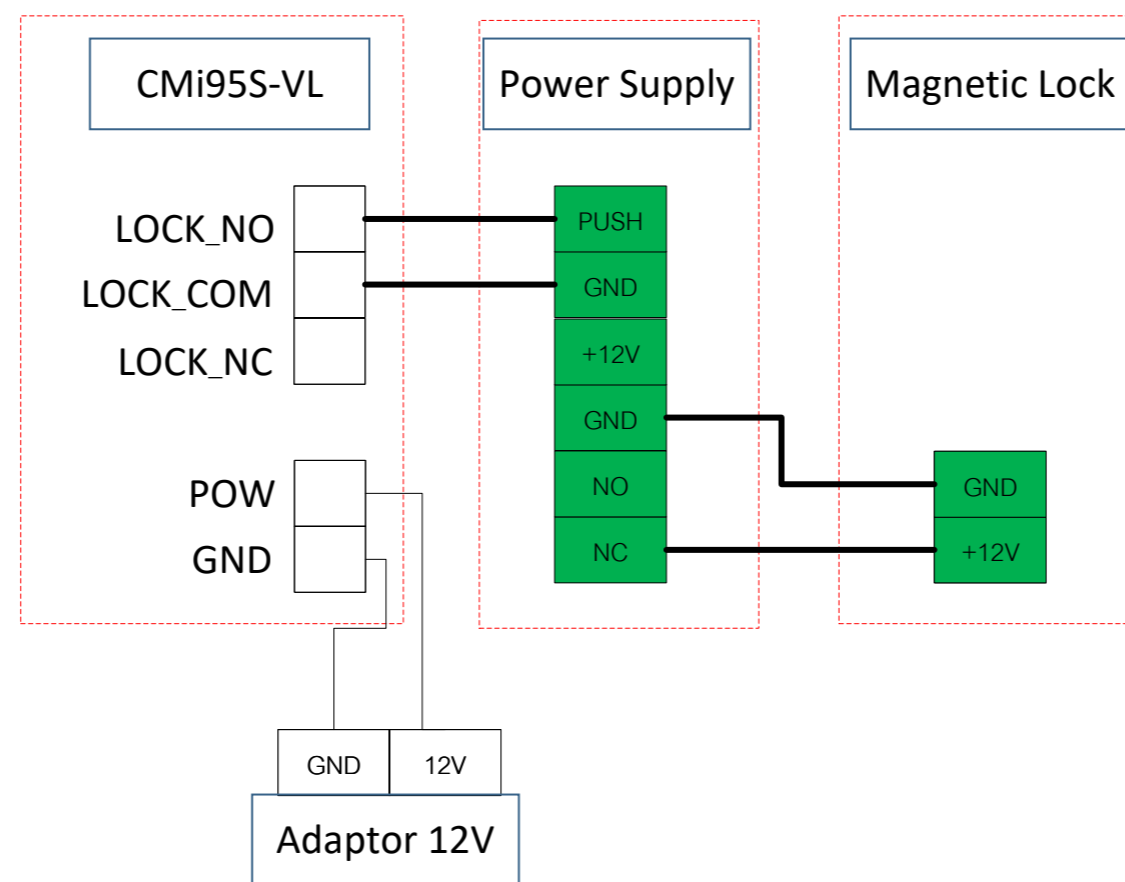 CMi95S-VL
LOCK_NO
LOCK_COM
LOCK_NC
POW
GND
Power Supply
PUSH
GND
+12V
GND
NO
NC
Magnetic Lock
GND
+12V
GND
12V
Adaptor 12V